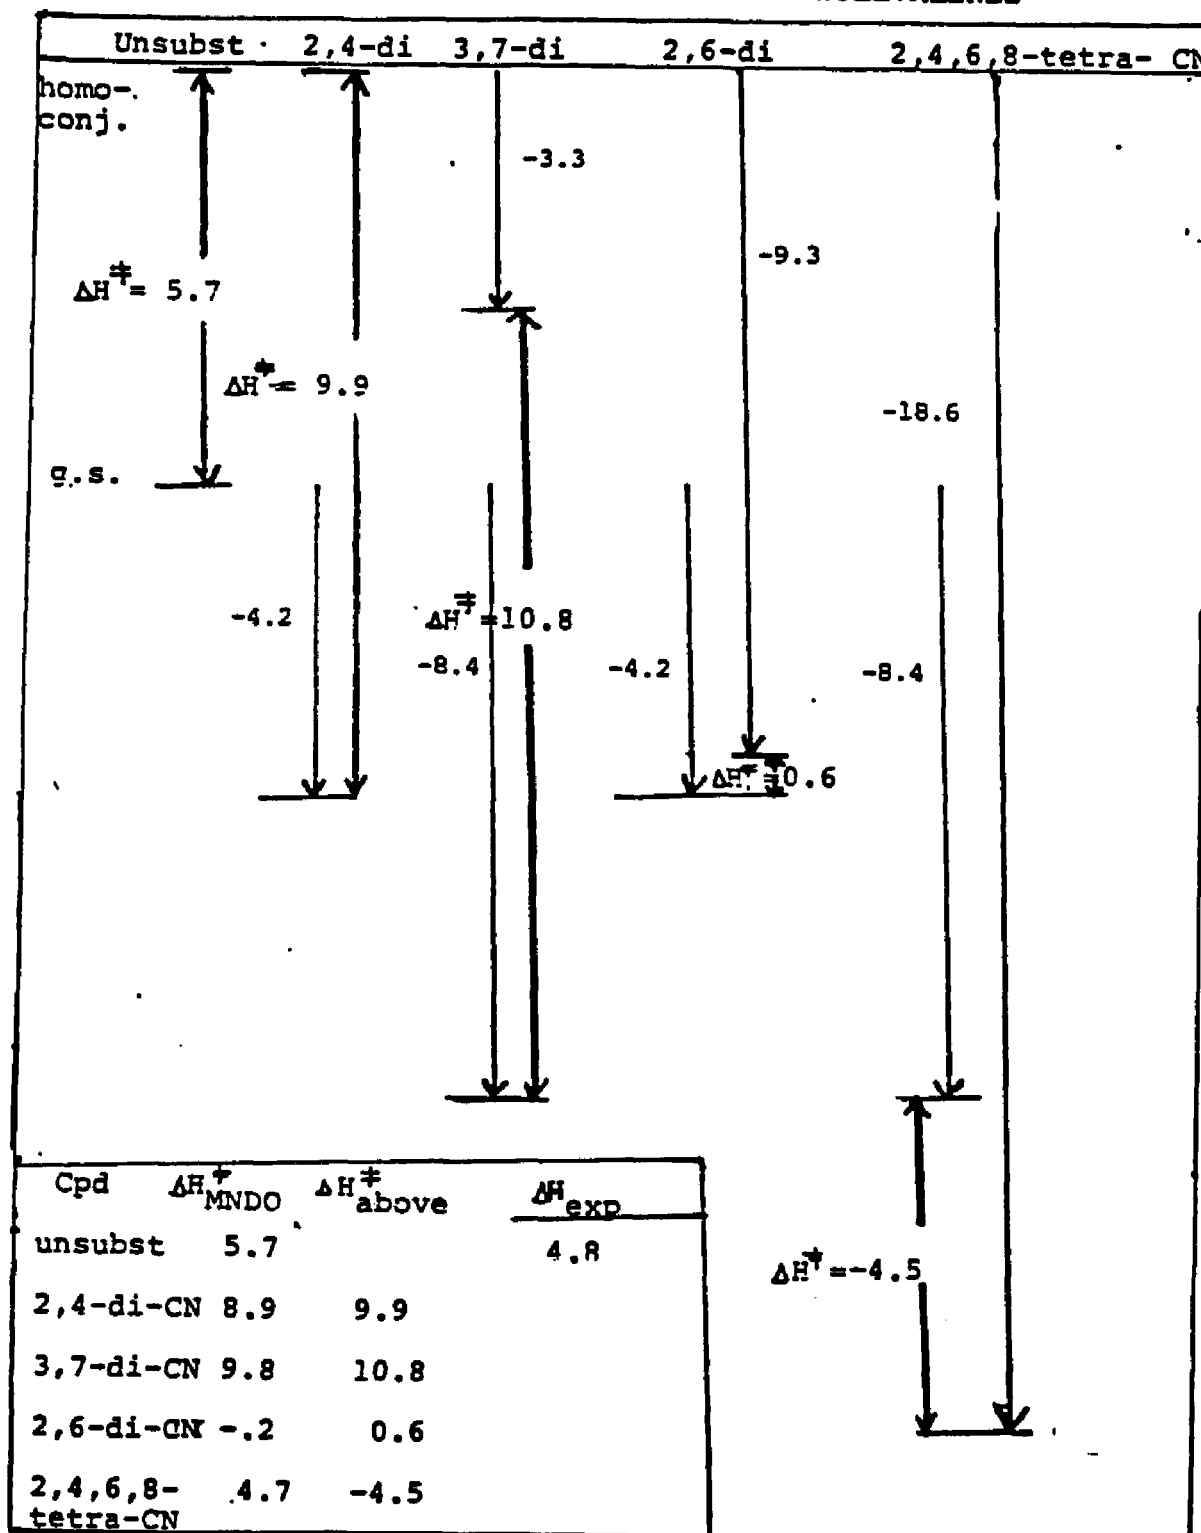 Unsubst. 2,4-di 3,7-di 2,6-di 2,4,6,8-tetra- CN
homo-
conj.
-3.3
-9.3
ΔH‡= 5.7
ΔH‡= 9.9
-18.6
g.s.
-4.2
ΔH‡=10.8
-8.4
-4.2
-8.4
ΔH‡=0.6
Cpd ΔH‡MNDO ΔH‡above ΔHexp
unsubst 5.7 4.8
ΔH‡=-4.5
2,4-di-CN 8.9 9.9
3,7-di-CN 9.8 10.8
2,6-di-CN -.2 0.6
2,4,6,8- 4.7 -4.5
tetra-CN